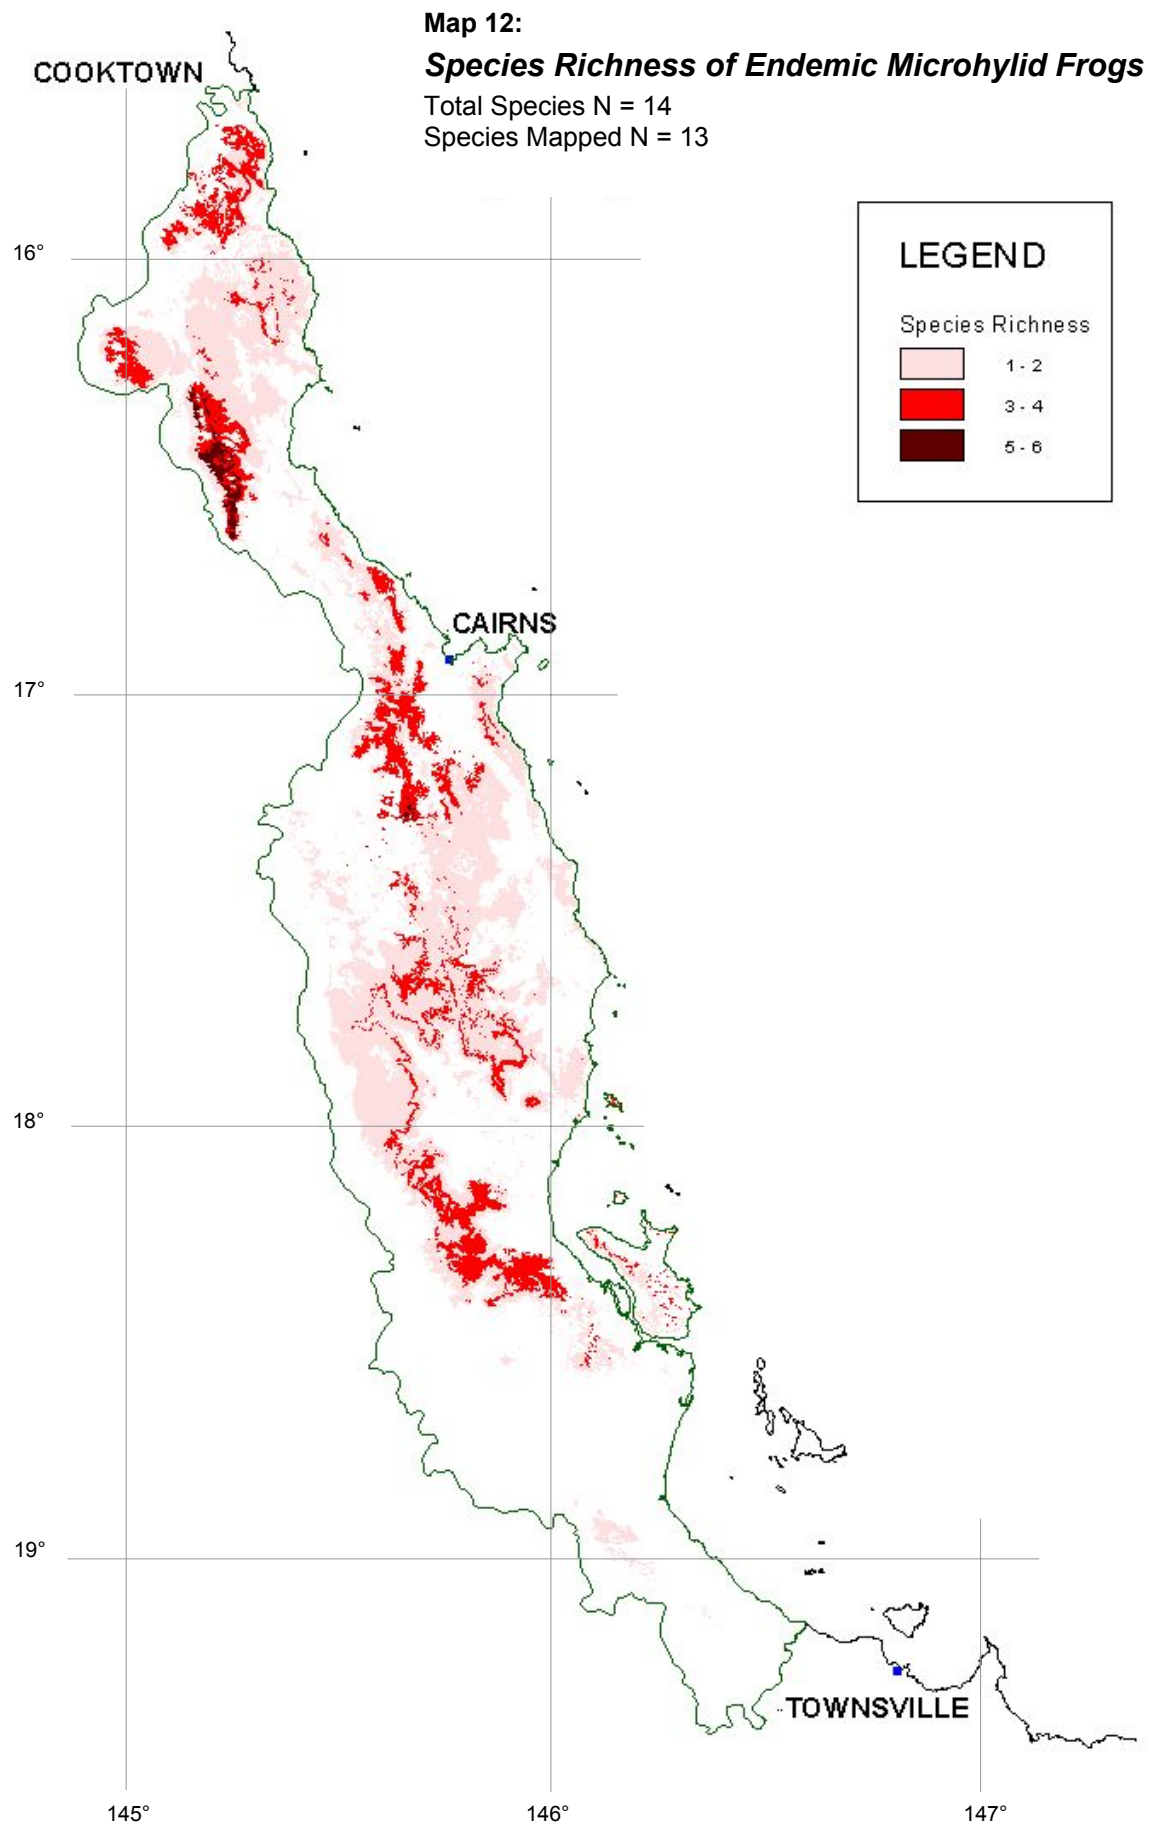 Map 12:
Species Richness of Endemic Microhylid Frogs
Total Species N = 14
Species Mapped N = 13
COOKTOWN
16°
LEGEND
Species Richness
1 - 2
3 - 4
5 - 6
CAIRNS
17°
18°
19°
TOWNSVILLE
145°
146°
147°